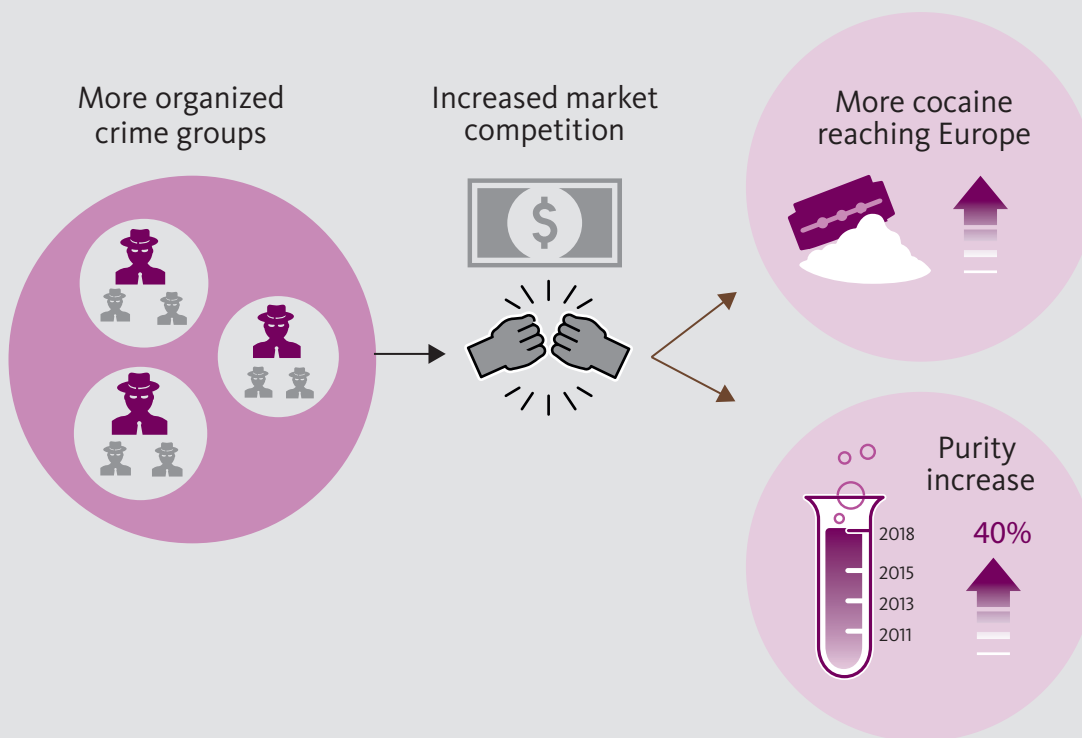 More organized
crime groups
Increased market
competition
$
More cocaine
reaching Europe
Purity
increase
40%
2018
2015
2013
2011